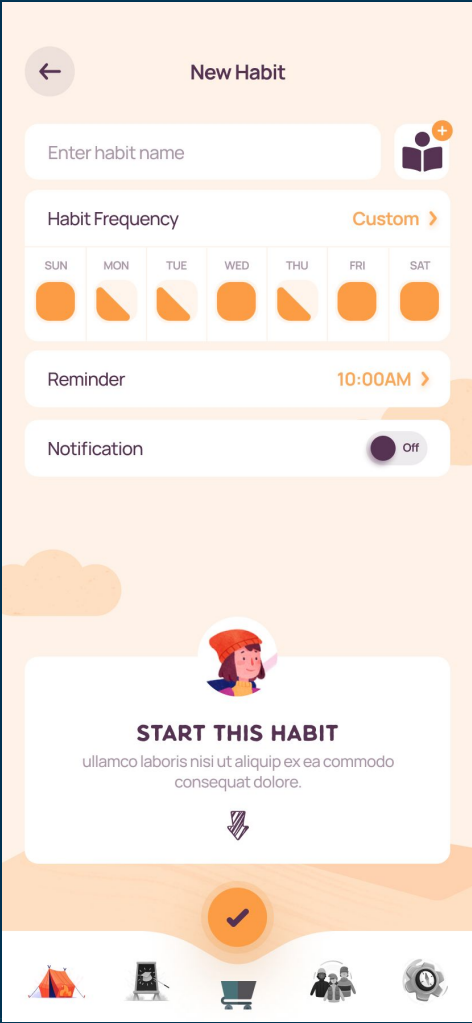 New Habit
Enter habit name
Habit Frequency Custom
SUN MON TUE WED THU FRI SAT
Reminder 10:00AM
Notification Off
START THIS HABIT
ullamco laboris nisi ut aliquip ex ea commodo
consequat dolore.